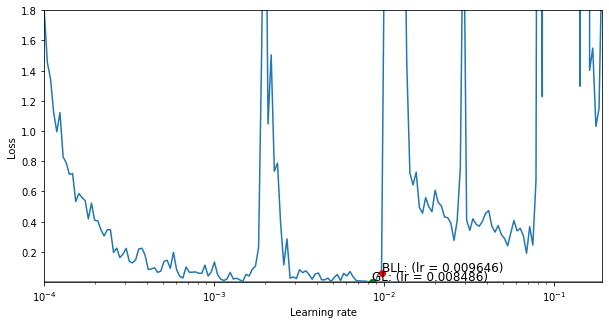 1.8
1.6
1.4
1.2
1.0
0.8
0.6
0.4
0.2
Loss
BLL: (lr = 0.009646)
GL: (lr = 0.008486)
10⁻⁴ 10⁻³ 10⁻² 10⁻¹
Learning rate